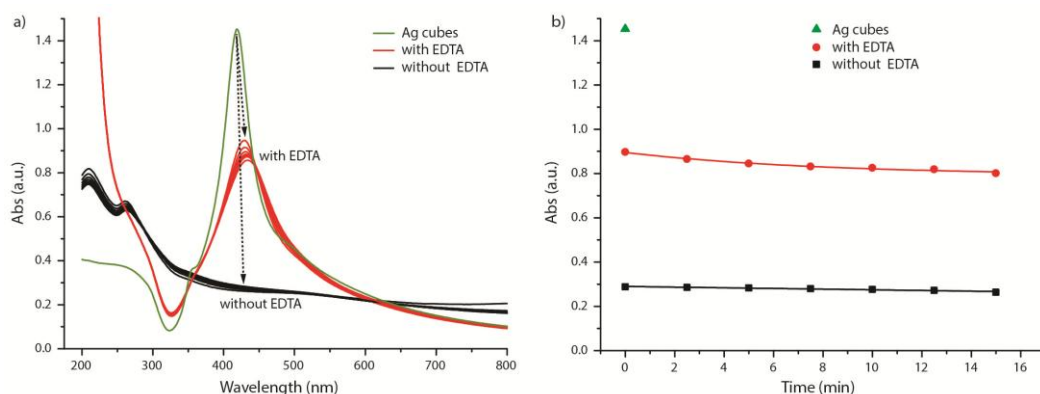 a)
Ag cubes
with EDTA
without EDTA
1.4
1.2
1.0
0.8
0.6
0.4
0.2
0.0
Abs (a.u.)
with EDTA
without EDTA
200 300 400 500 600 700 800
Wavelength (nm)
b)
Ag cubes
with EDTA
without EDTA
1.4
1.2
1.0
0.8
0.6
0.4
0.2
0.0
Abs (a.u.)
0 2 4 6 8 10 12 14 16
Time (min)